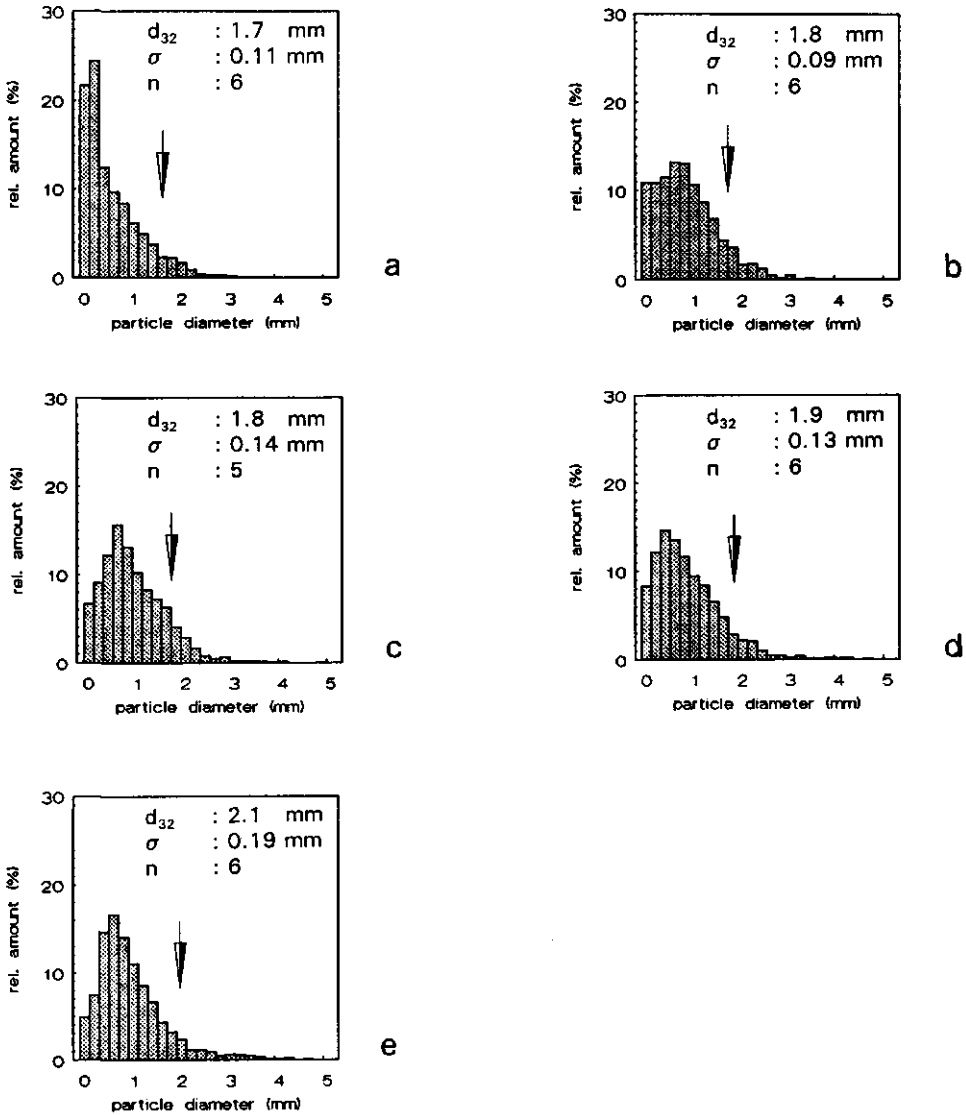 30
20
10
0
rel. amount (%)
d32 : 1.7 mm
σ : 0.11 mm
n : 6
0 1 2 3 4 5
particle diameter (mm)
a
30
20
10
0
rel. amount (%)
d32 : 1.8 mm
σ : 0.09 mm
n : 6
0 1 2 3 4 5
particle diameter (mm)
b
30
20
10
0
rel. amount (%)
d32 : 1.8 mm
σ : 0.14 mm
n : 5
0 1 2 3 4 5
particle diameter (mm)
c
30
20
10
0
rel. amount (%)
d32 : 1.9 mm
σ : 0.13 mm
n : 6
0 1 2 3 4 5
particle diameter (mm)
d
30
20
10
0
rel. amount (%)
d32 : 2.1 mm
σ : 0.19 mm
n : 6
0 1 2 3 4 5
particle diameter (mm)
e